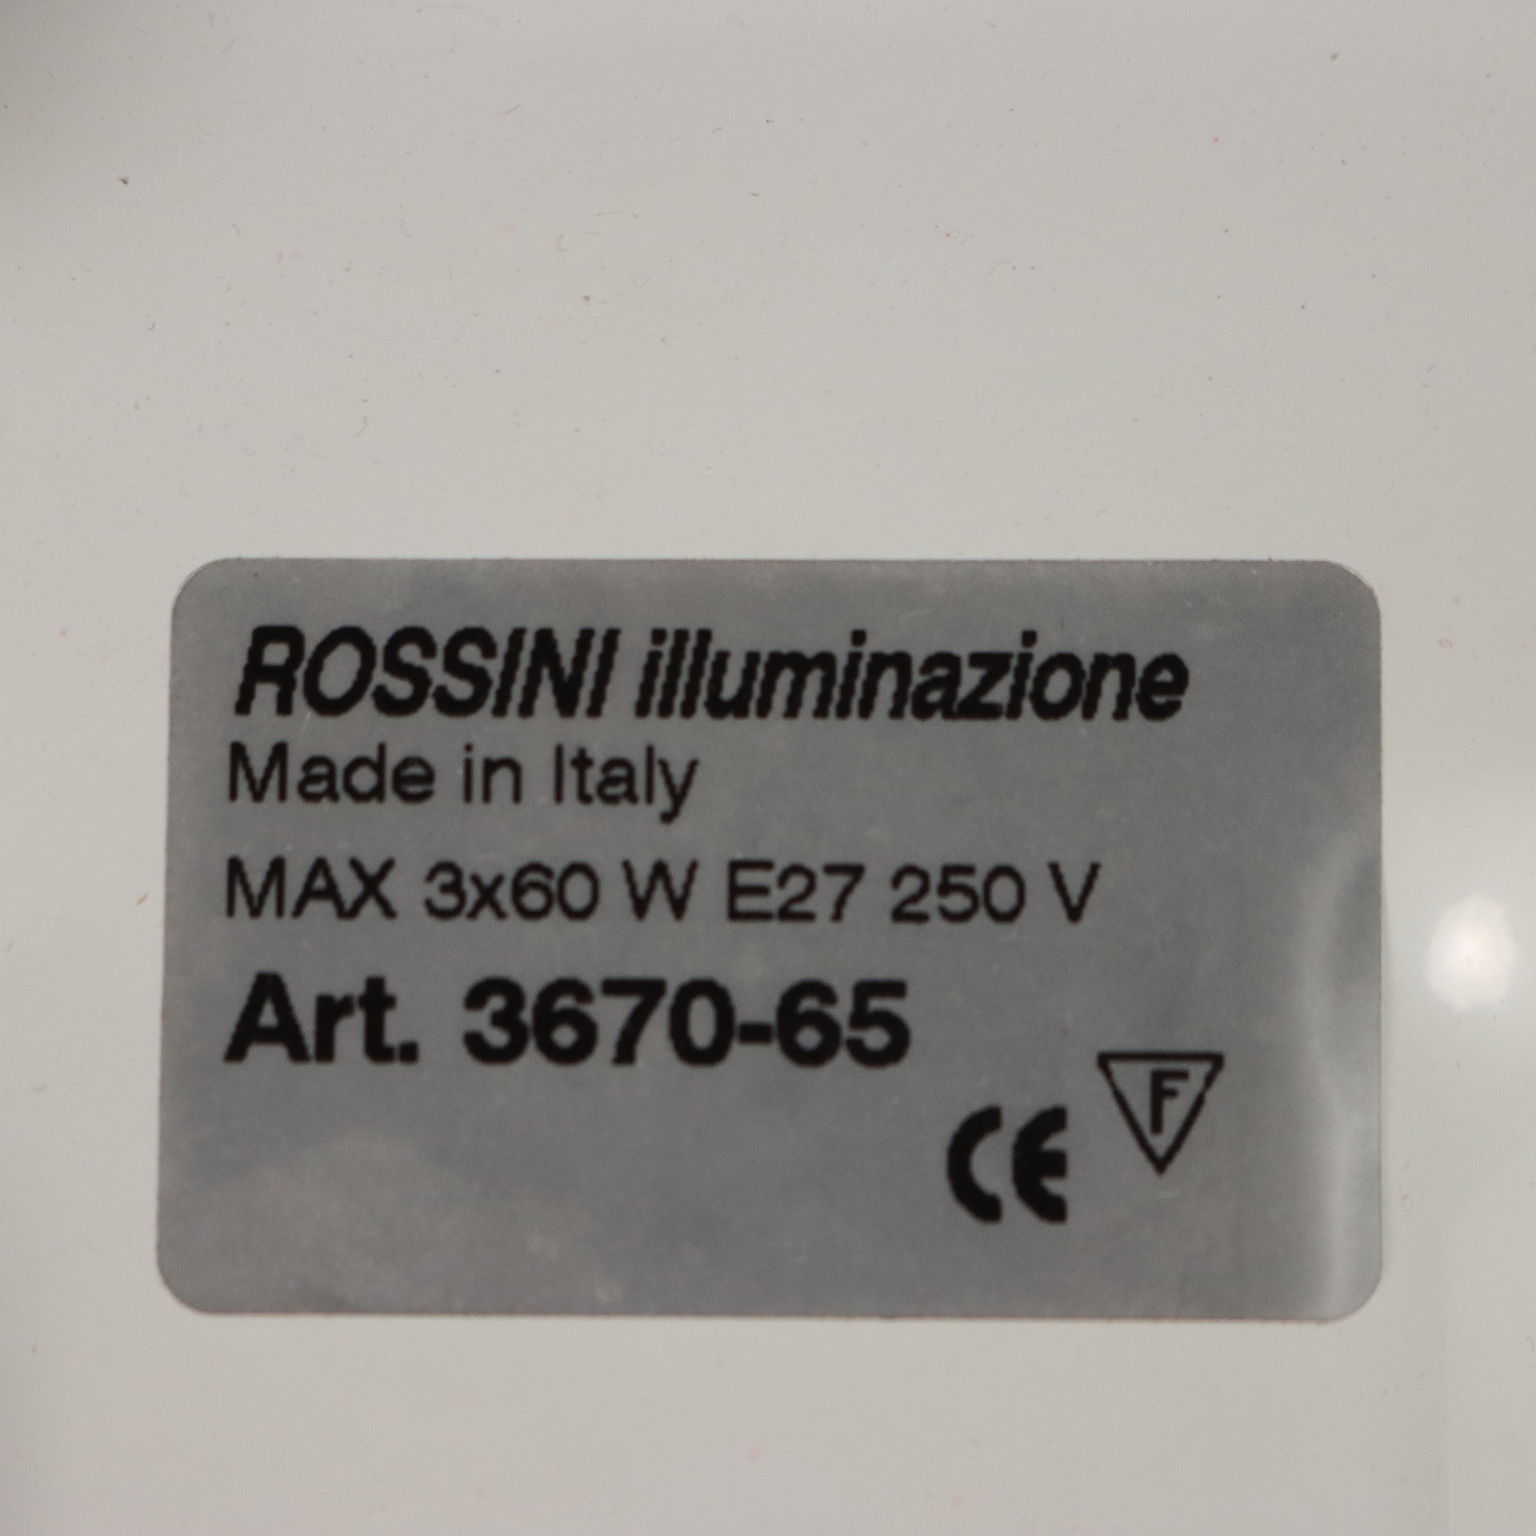 ROSSINI illuminazione
Made in Italy
MAX 3x60 W E27 250 V
Art. 3670-65
F
CE